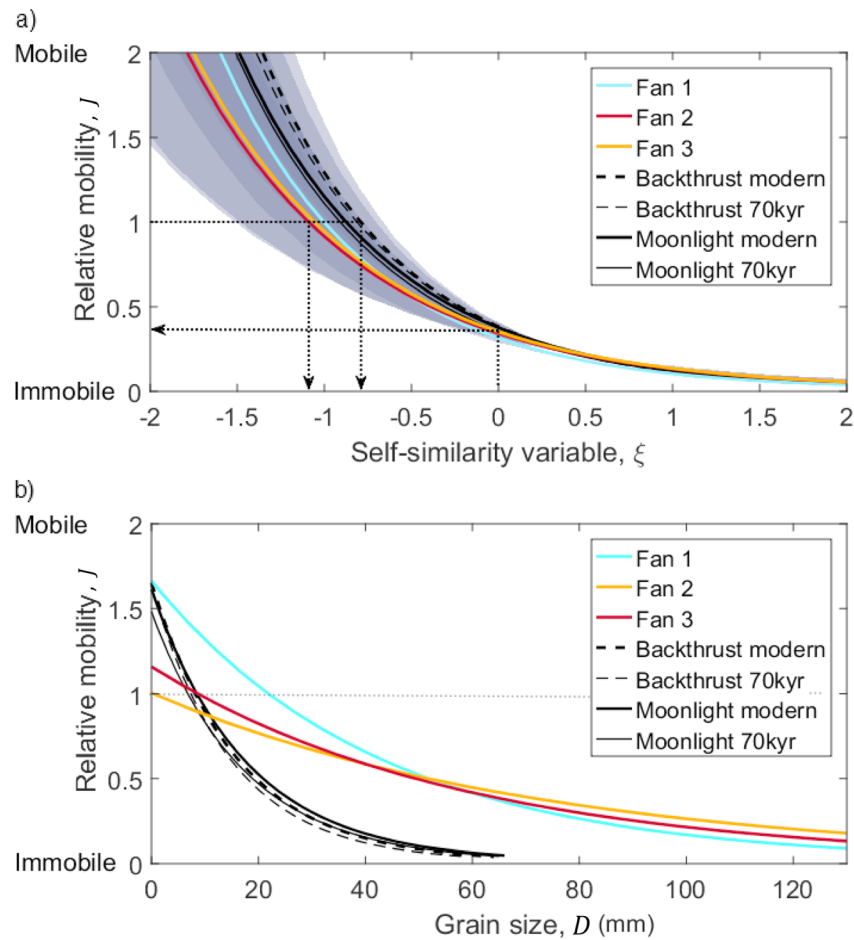 a)
Mobile
2
1.5
1
0.5
Immobile 0
Relative mobility, J
Fan 1
Fan 2
Fan 3
Backthrust modern
Backthrust 70kyr
Moonlight modern
Moonlight 70kyr
-2 -1.5 -1 -0.5 0 0.5 1 1.5 2
Self-similarity variable, ξ
b)
Mobile
2
1.5
1
0.5
Immobile 0
Relative mobility, J
Fan 1
Fan 2
Fan 3
Backthrust modern
Backthrust 70kyr
Moonlight modern
Moonlight 70kyr
0 20 40 60 80 100 120
Grain size, D (mm)